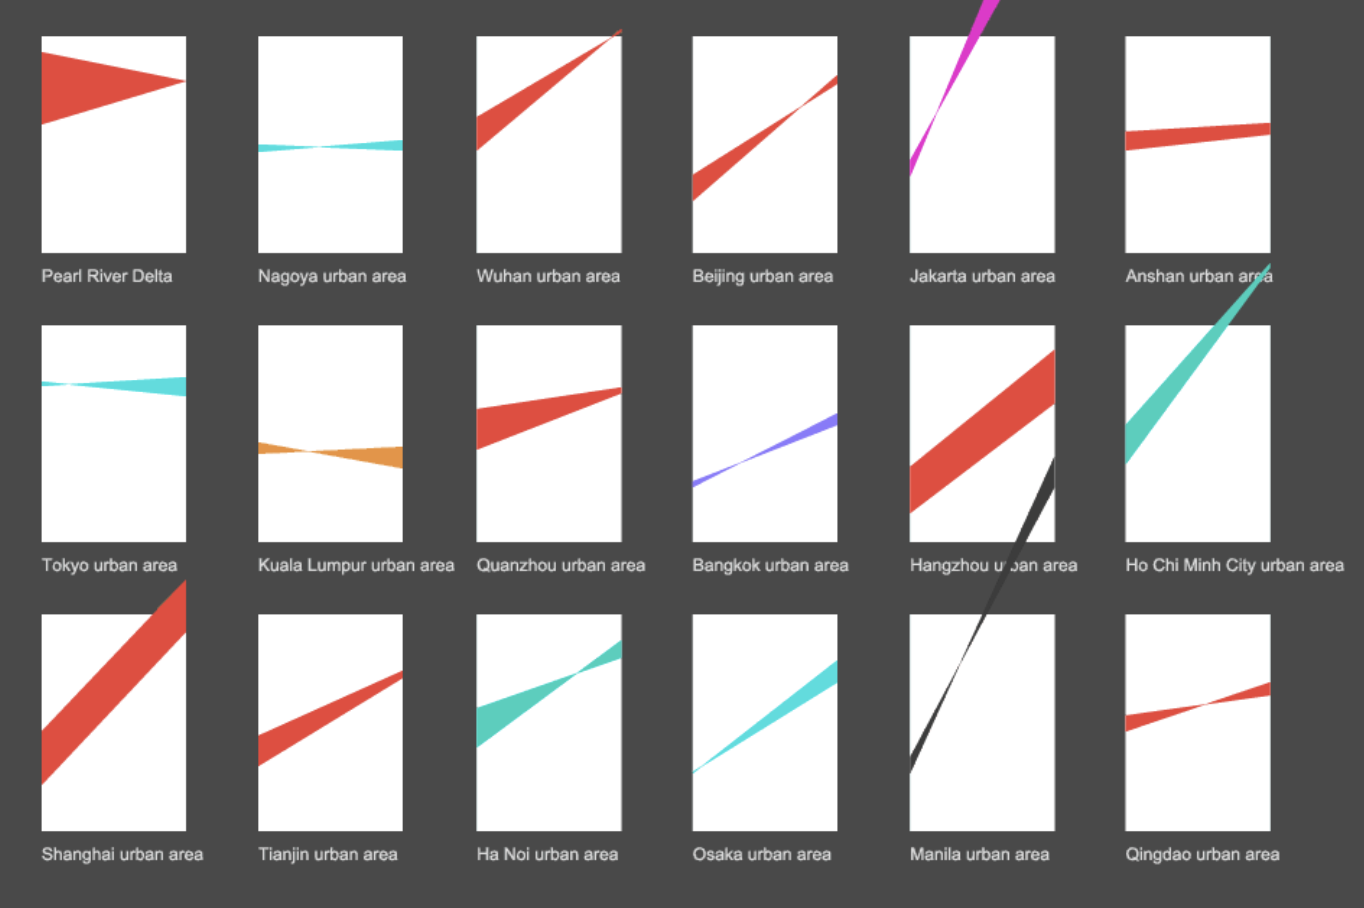 Pearl River Delta
Nagoya urban area
Wuhan urban area
Beijing urban area
Jakarta urban area
Anshan urban area
Tokyo urban area
Kuala Lumpur urban area
Quanzhou urban area
Bangkok urban area
Hangzhou urban area
Ho Chi Minh City urban area
Shanghai urban area
Tianjin urban area
Ha Noi urban area
Osaka urban area
Manila urban area
Qingdao urban area